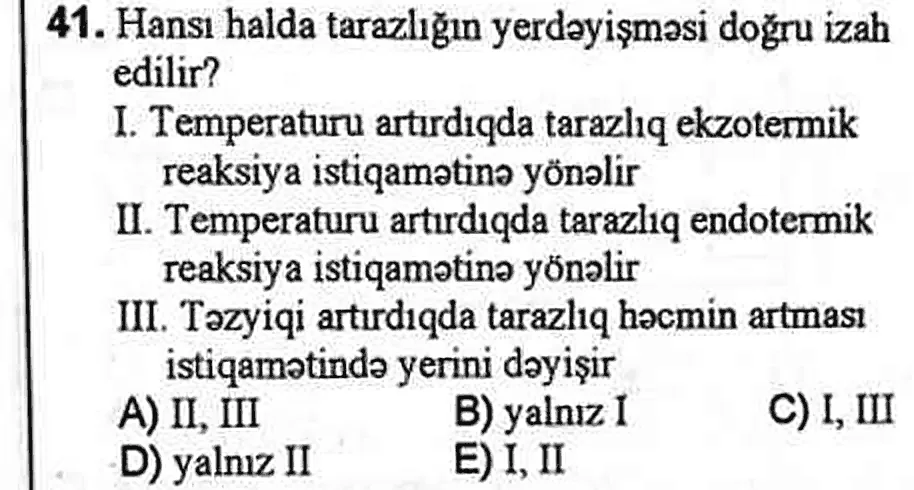 41. Hansı halda tarazlığın yerdəyişməsi doğru izah
edilir?
I. Temperaturu artırdıqda tarazlıq ekzotermik
reaksiya istiqamətinə yönəlir
II. Temperaturu artırdıqda tarazlıq endotermik
reaksiya istiqamətinə yönəlir
III. Təzyiqi artırdıqda tarazlıq həcmin artması
istiqamətində yerini dəyişir
A) II, III B) yalnız I C) I, III
D) yalnız II E) I, II